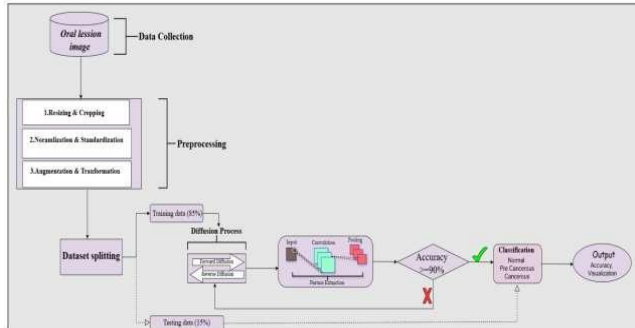 Oral lession
image
Data Collection
1.Resizing & Cropping
2.Noramlization & Standardization
3.Augmentation & Tranformation
Preprocessing
Dataset splitting
Training data (85%)
Diffusion Process
Forward Diffusion
Reverse Diffusion
Input
Convolution
Pooling
Feature Extraction
Accuracy
>=90%
Classification
Normal
Pre Cancerous
Cancerous
Output
Accuracy,
Visualization
Testing data (15%)